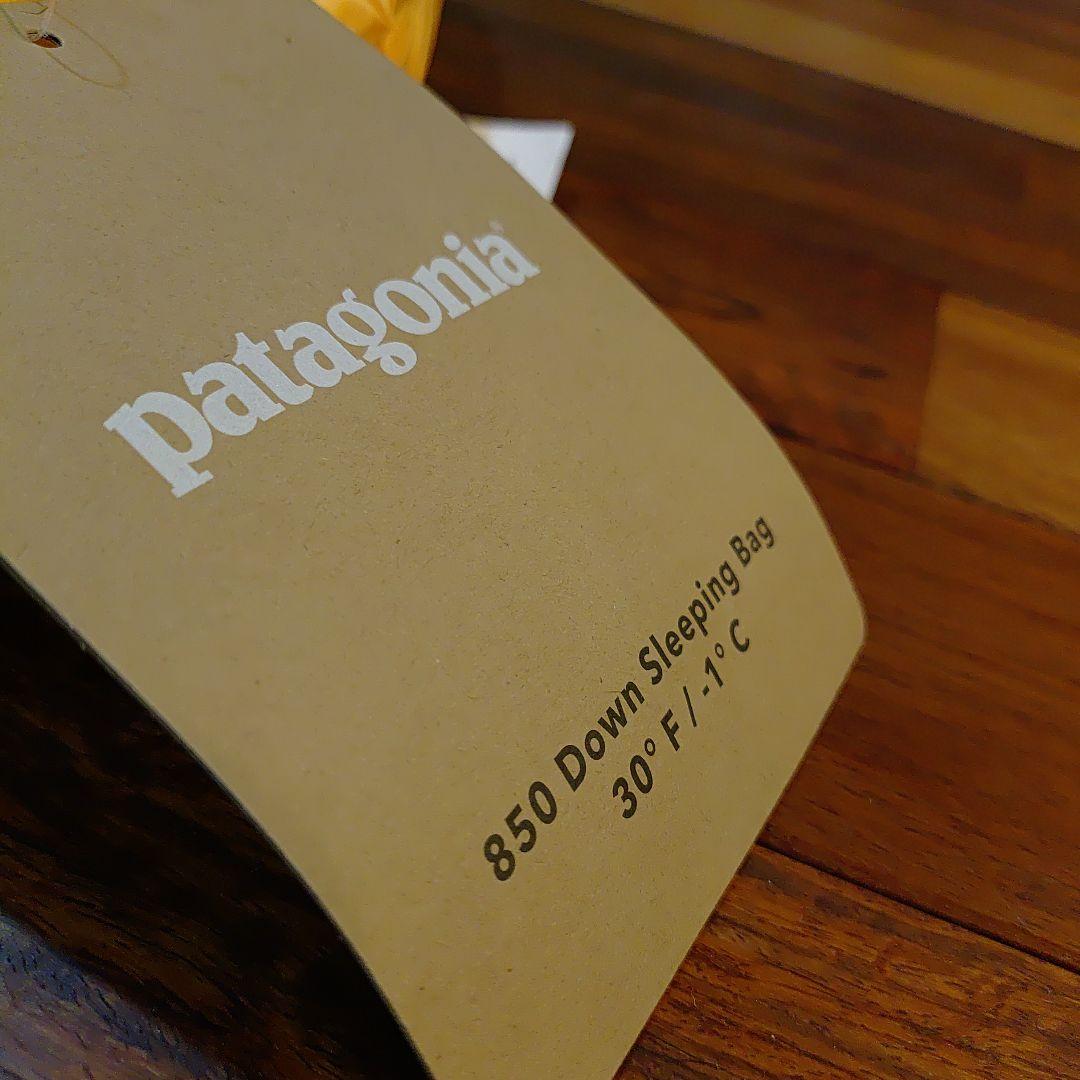 patagonia®
850 Down Sleeping Bag
30° F / -1° C